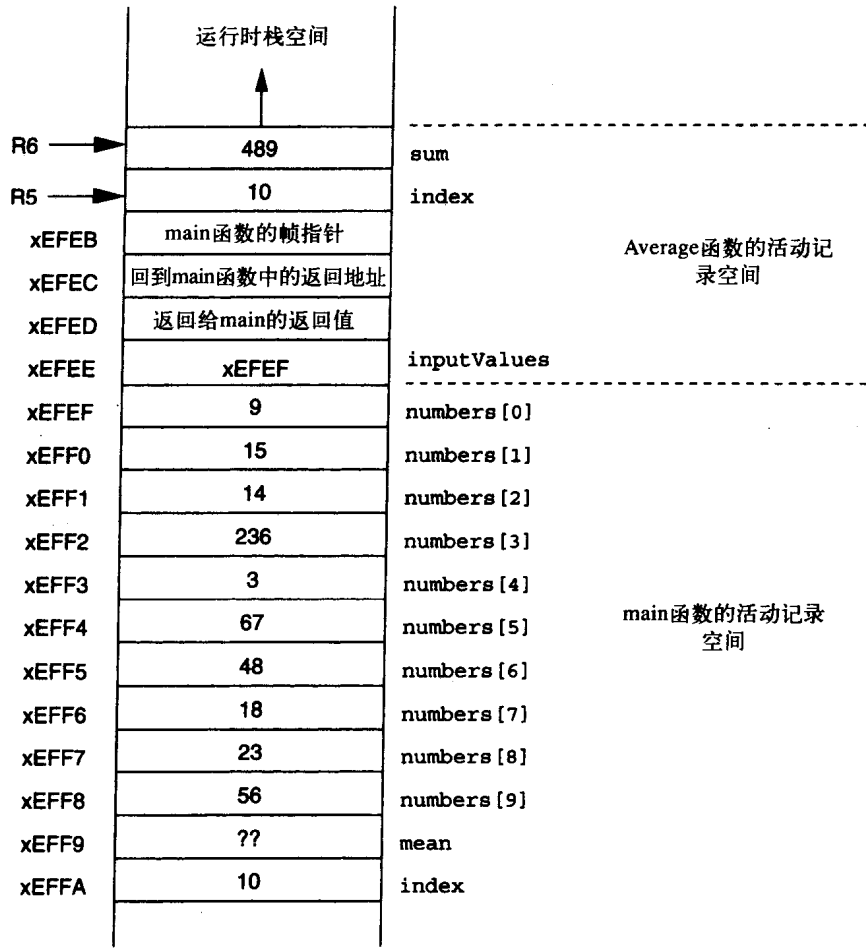 运行时栈空间
R6 489 sum
R5 10 index
xEFEB main函数的帧指针
xEFEC 回到main函数中的返回地址
xEFED 返回给main的返回值
Average函数的活动记
录空间
xEFEE xEFEF inputValues
xEFEF 9 numbers[0]
xEFF0 15 numbers[1]
xEFF1 14 numbers[2]
xEFF2 236 numbers[3]
xEFF3 3 numbers[4]
xEFF4 67 numbers[5]
main函数的活动记录
空间
xEFF5 48 numbers[6]
xEFF6 18 numbers[7]
xEFF7 23 numbers[8]
xEFF8 56 numbers[9]
xEFF9 ?? mean
xEFFA 10 index